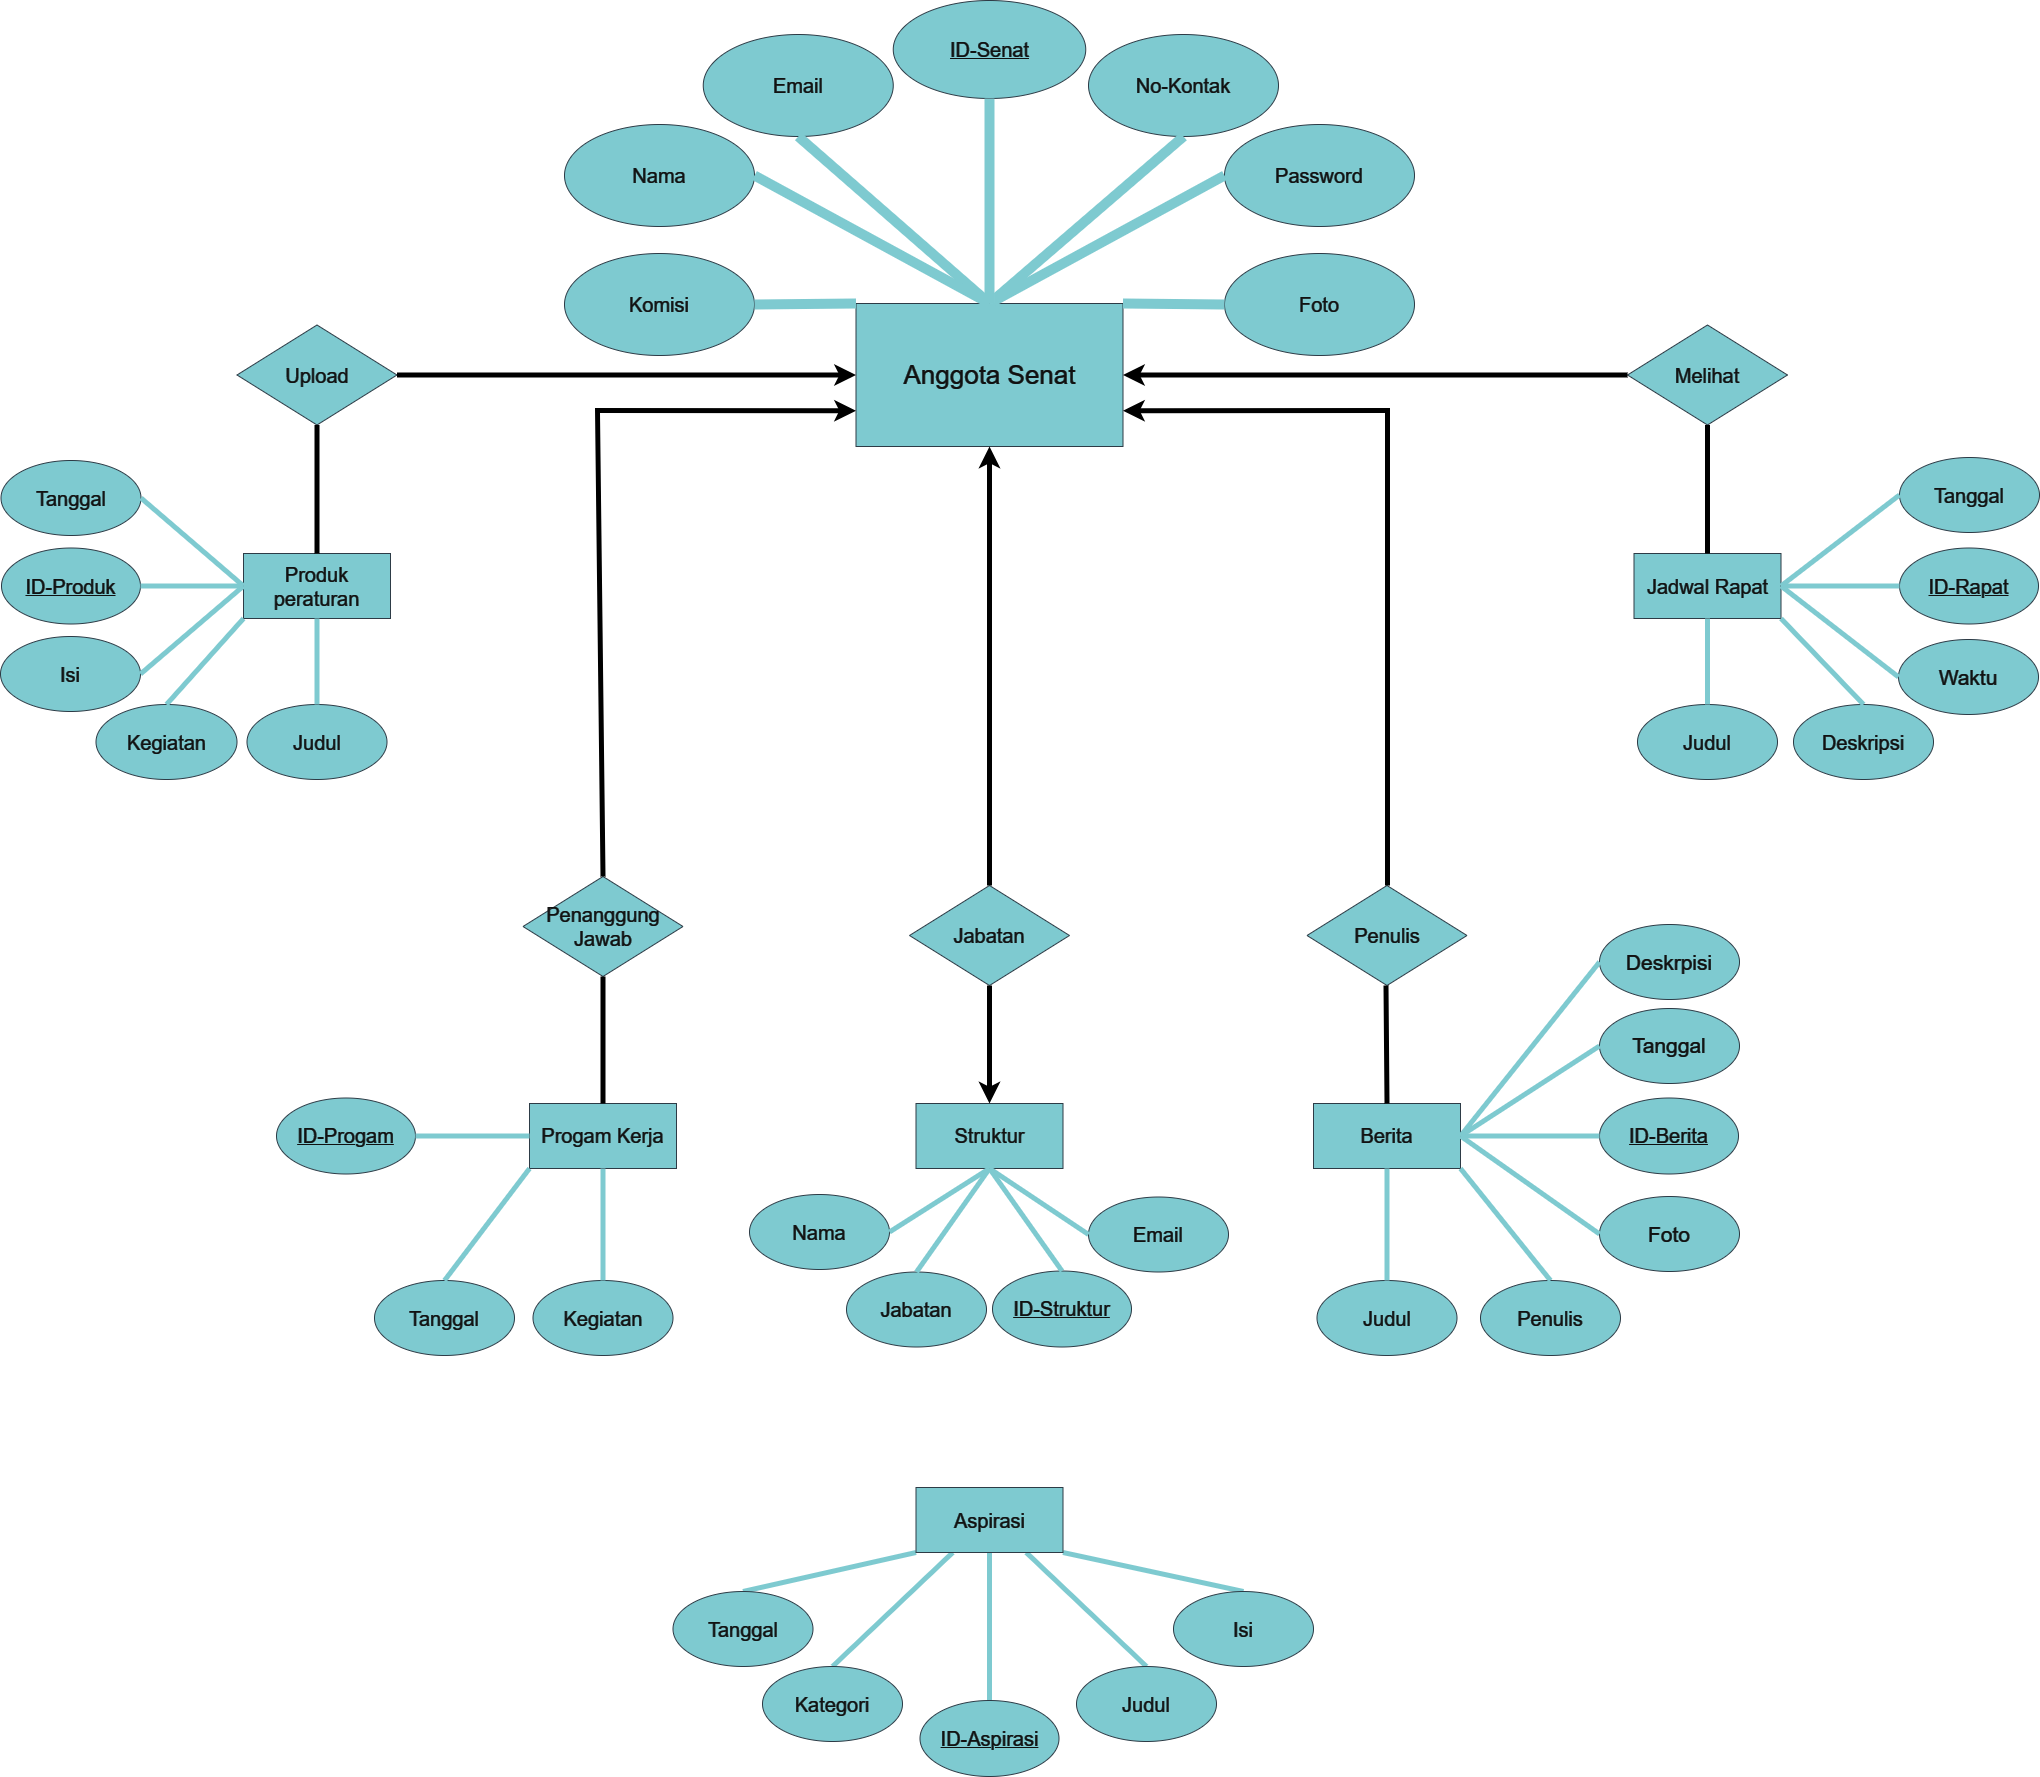 ID-Senat
Email
No-Kontak
Nama
Password
Komisi
Foto
Anggota Senat
Upload
Melihat
Tanggal
ID-Produk
Isi
Kegiatan
Judul
Produk
peraturan
Jadwal Rapat
Tanggal
ID-Rapat
Waktu
Judul
Deskripsi
Penanggung
Jawab
Jabatan
Penulis
ID-Progam
Progam Kerja
Tanggal
Kegiatan
Struktur
Nama
Jabatan
ID-Struktur
Email
Berita
Deskrpisi
Tanggal
ID-Berita
Foto
Judul
Penulis
Aspirasi
Tanggal
Kategori
ID-Aspirasi
Judul
Isi